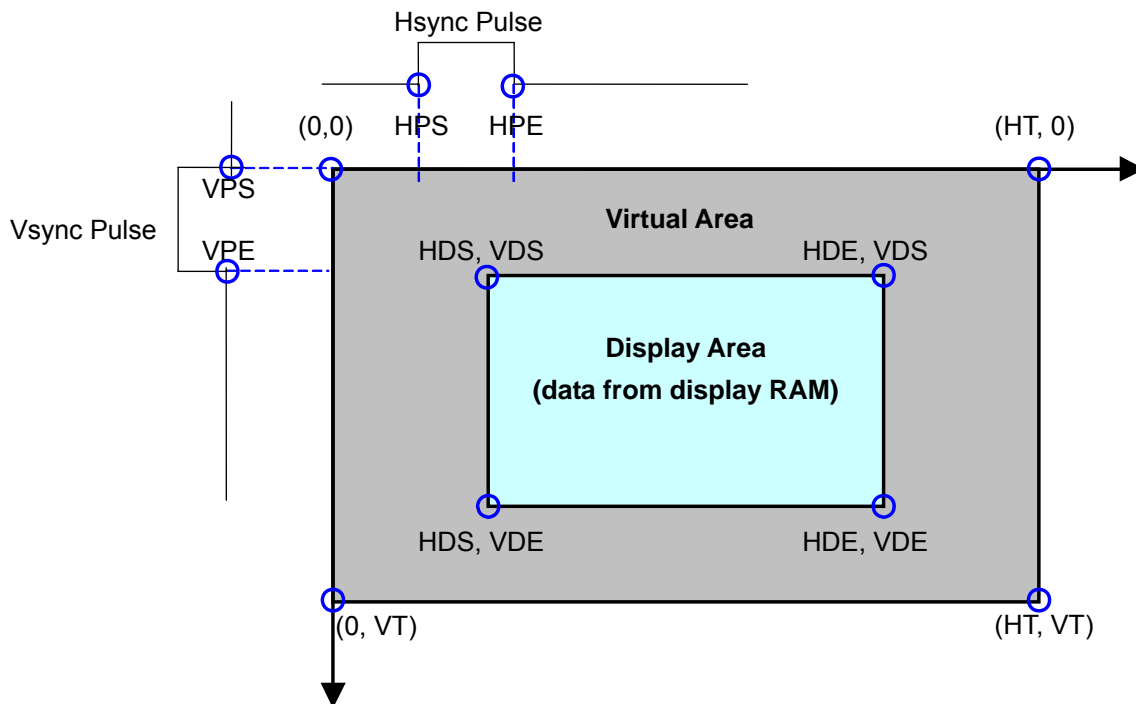 Hsync Pulse
(0,0)
HPS
HPE
(HT, 0)
VPS
Vsync Pulse
VPE
Virtual Area
HDS, VDS
HDE, VDS
Display Area
(data from display RAM)
HDS, VDE
HDE, VDE
(0, VT)
(HT, VT)